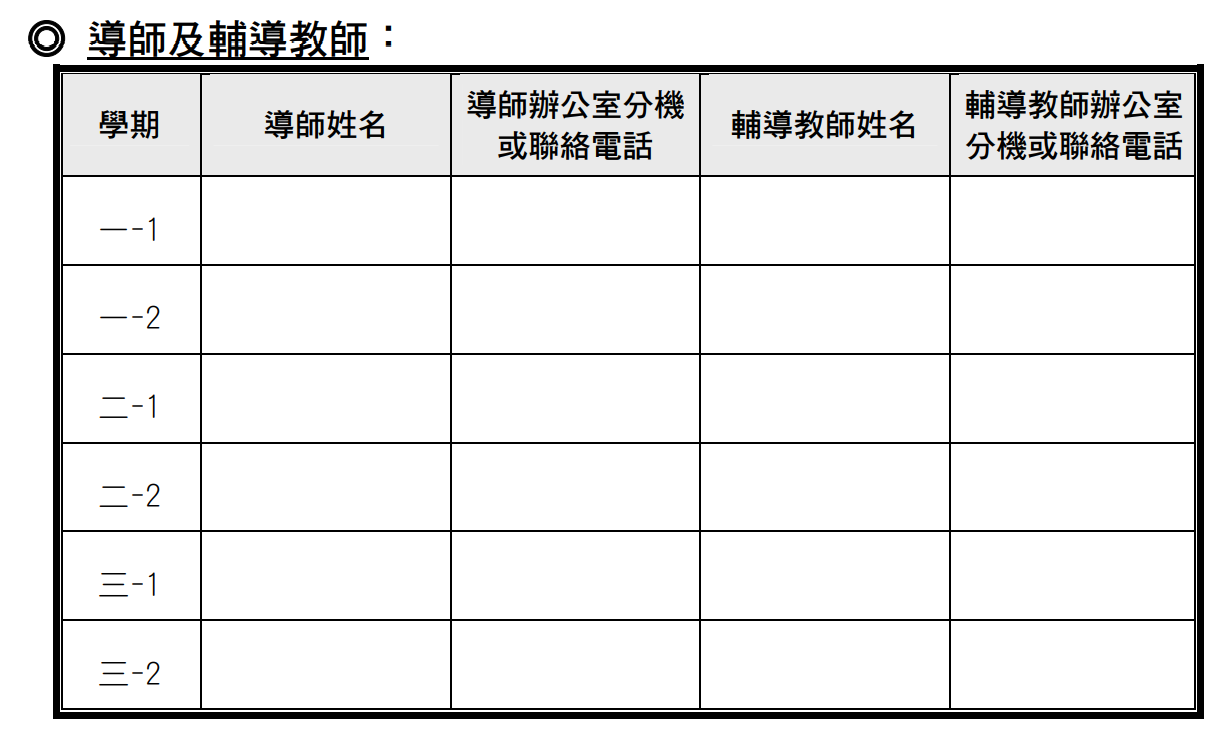 ◎ 導師及輔導教師：
學期 導師姓名 導師辦公室分機 或聯絡電話 輔導教師姓名 輔導教師辦公室 分機或聯絡電話
一-1
一-2
二-1
二-2
三-1
三-2